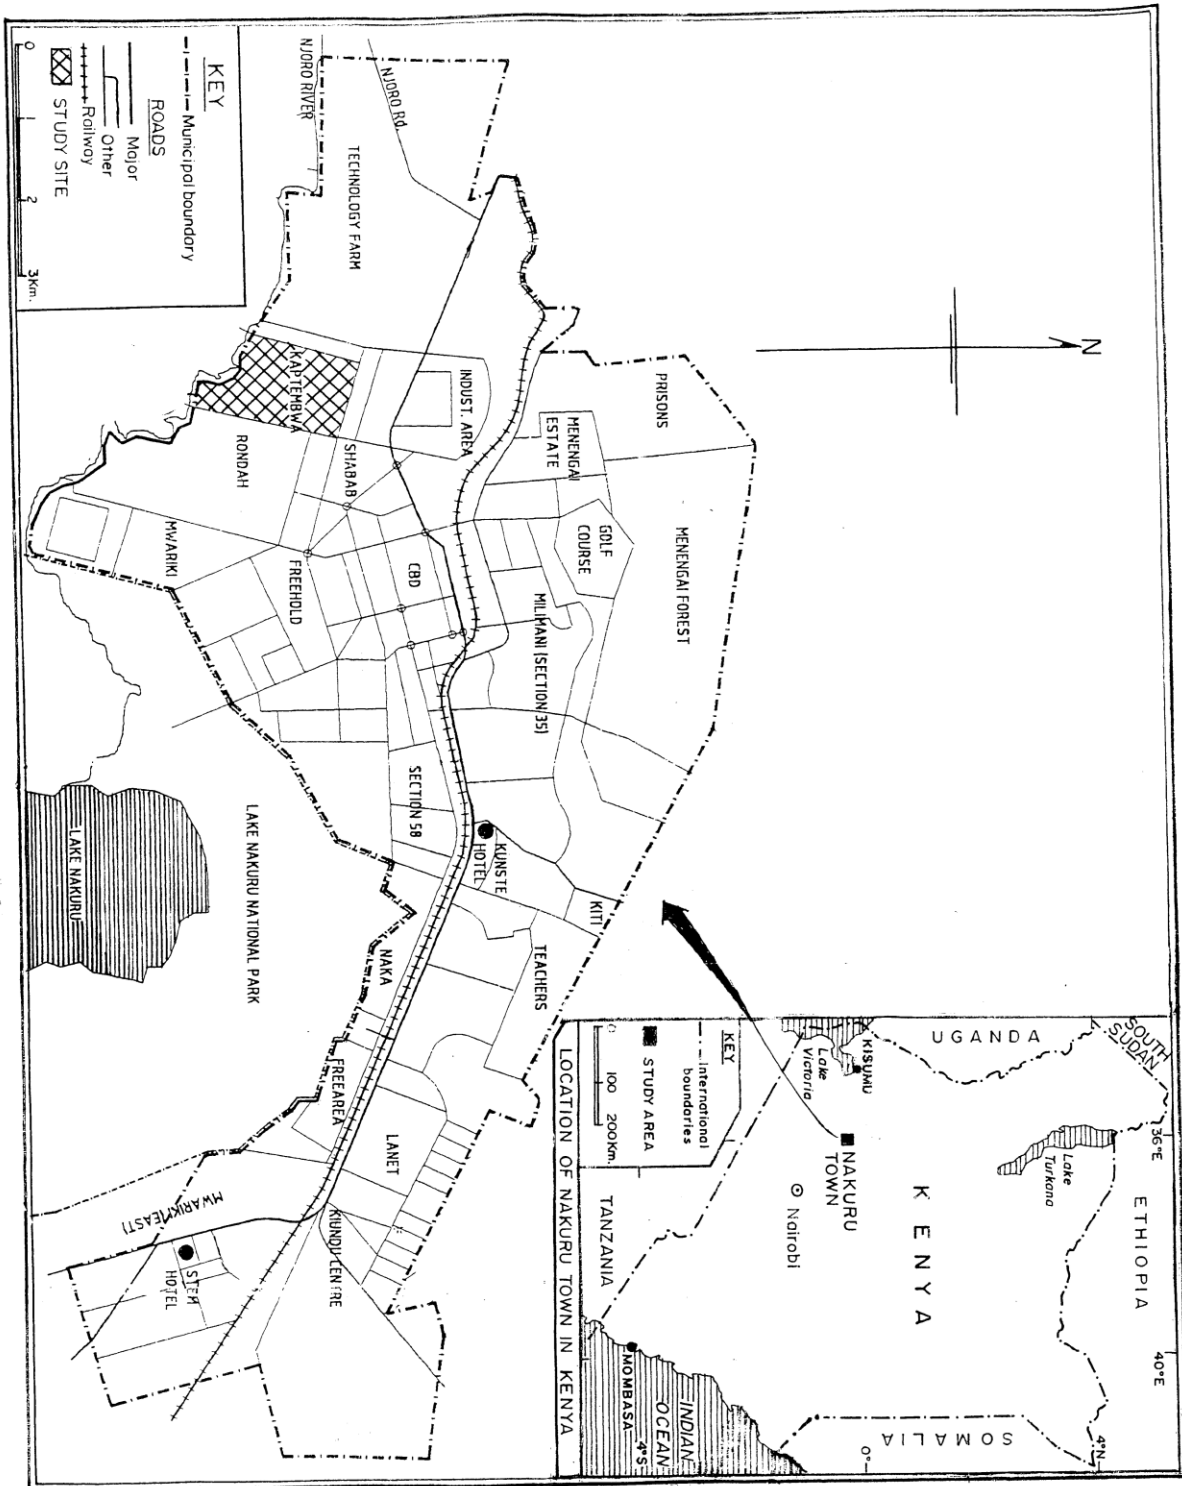 N
PRISONS
MENENGAI FOREST
MENENGAI
ESTATE
GOLF
COURSE
MILIMANI (SECTION 35)
INDUST. AREA
NJORO Rd.
NJORO RIVER
TECHNOLOGY FARM
KAPTEMBWA
SHABAB
RONDAH
CBD
FREEHOLD
MWARIKI
SECTION 58
KUNSTE
HOTEL
KITI
TEACHERS
NAKA
FREEAREA
LANET
KIUNDU CENTRE
MWARIKI (EAST)
STEM
HOTEL
LAKE NAKURU NATIONAL PARK
LAKE NAKURU
KEY
Municipal boundary
ROADS
Major
Other
Railway
STUDY SITE
0 1 2 3Km.
SOUTH
SUDAN
36°E
ETHIOPIA
40°E
4°N
UGANDA
Lake
Turkana
KENYA
SOMALIA
0°
KISUMU
Lake
Victoria
NAKURU
TOWN
Nairobi
TANZANIA
MOMBASA
INDIAN
OCEAN
4°S
KEY
International
boundaries
STUDY AREA
0 100 200Km.
LOCATION OF NAKURU TOWN IN KENYA